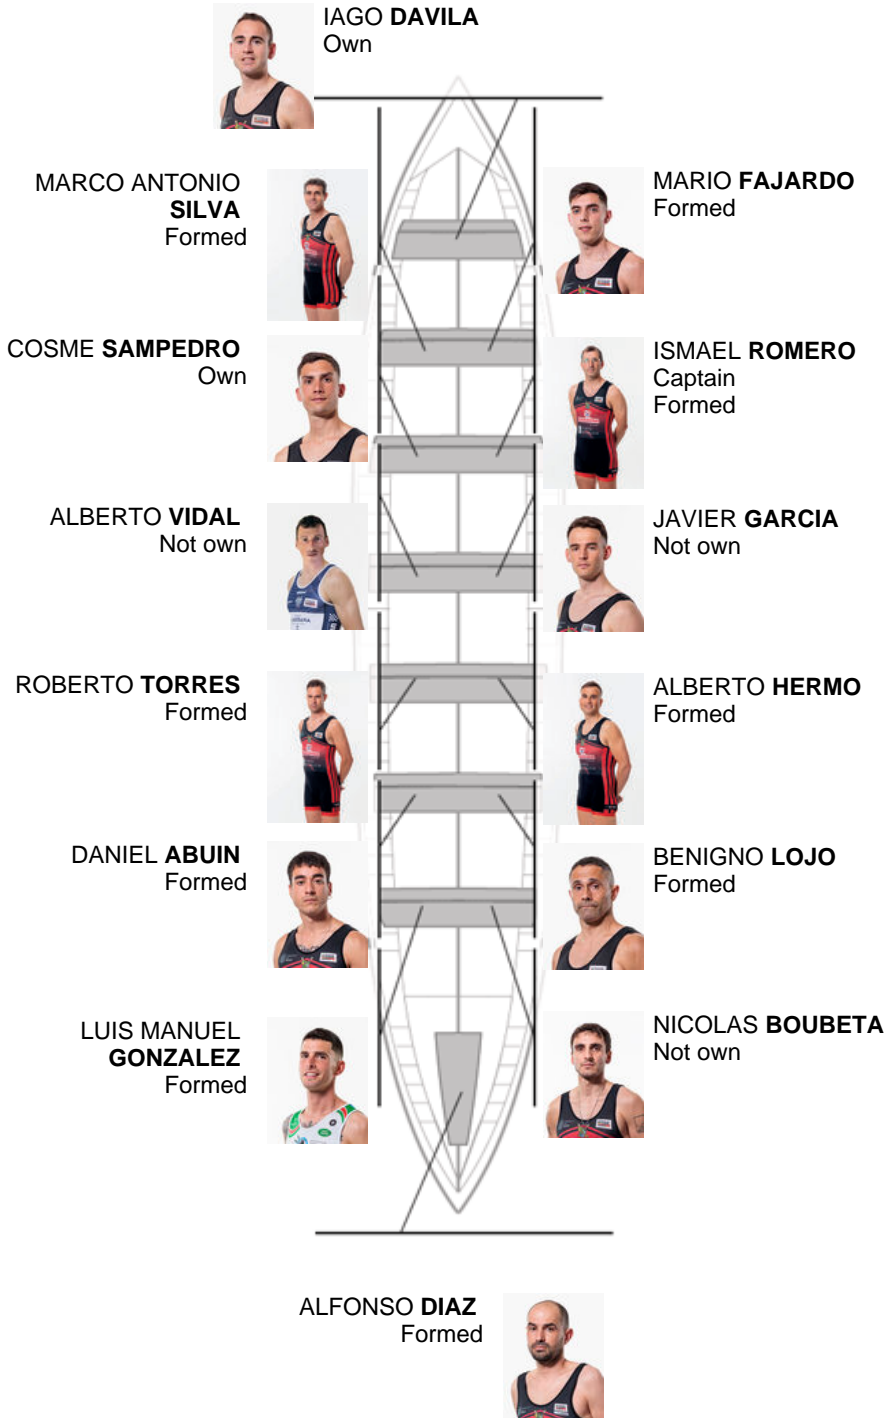 IAGO DAVILA
Own
MARCO ANTONIO
SILVA
Formed
MARIO FAJARDO
Formed
COSME SAMPEDRO
Own
ISMAEL ROMERO
Captain
Formed
ALBERTO VIDAL
Not own
JAVIER GARCIA
Not own
ROBERTO TORRES
Formed
ALBERTO HERMO
Formed
DANIEL ABUIN
Formed
BENIGNO LOJO
Formed
LUIS MANUEL
GONZALEZ
Formed
NICOLAS BOUBETA
Not own
ALFONSO DIAZ
Formed